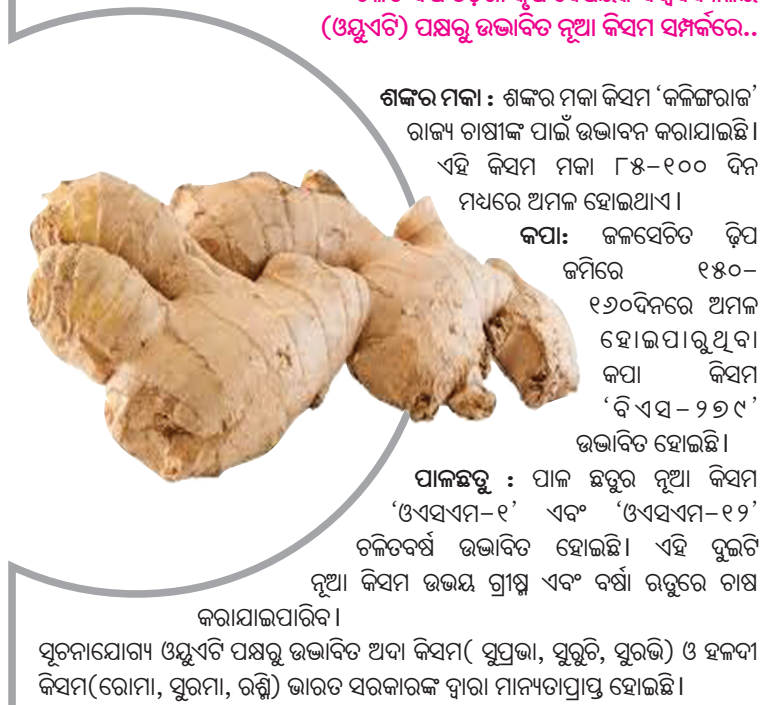 (ଓୟୁଏଟି) ପକ୍ଷରୁ ଉଦ୍ଭାବିତ ନୂଆ କିସମ ସମ୍ପର୍କରେ..
ଶଙ୍କର ମକା : ଶଙ୍କର ମକା କିସମ ‘କଳିଙ୍ଗରାଜ’
ରାଜ୍ୟ ଚାଷୀଙ୍କ ପାଇଁ ଉଦ୍ଭାବନ କରାଯାଇଛି।
ଏହି କିସମ ମକା ୮୫–୧୦୦ ଦିନ
ମଧ୍ୟରେ ଅମଳ ହୋଇଥାଏ।
କପା: ଜଳସେଚିତ ଢ଼ିପ
ଜମିରେ ୧୫୦–
୧୬୦ଦିନରେ ଅମଳ
ହୋଇପାରୁଥିବା
କପା କିସମ
‘ବିଏସ–୨୭୯’
ଉଦ୍ଭାବିତ ହୋଇଛି।
ପାଳଛତୁ : ପାଳ ଛତୁର ନୂଆ କିସମ
‘ଓଏସଏମ–୧’ ଏବଂ ‘ଓଏସଏମ–୧୨’
ଚଳିତବର୍ଷ ଉଦ୍ଭାବିତ ହୋଇଛି। ଏହି ଦୁଇଟି
ନୂଆ କିସମ ଉଭୟ ଗ୍ରୀଷ୍ମ ଏବଂ ବର୍ଷା ଋତୁରେ ଚାଷ
କରାଯାଇପାରିବ।
ସୂଚନାଯୋଗ୍ୟ ଓୟୁଏଟି ପକ୍ଷରୁ ଉଦ୍ଭାବିତ ଅଦା କିସମ( ସୁପ୍ରଭା, ସୁରୁଚି, ସୁରଭି) ଓ ହଳଦୀ
କିସମ(ରୋମା, ସୁରମା, ରଶ୍ମି) ଭାରତ ସରକାରଙ୍କ ଦ୍ୱାରା ମାନ୍ୟତାପ୍ରାପ୍ତ ହୋଇଛି।